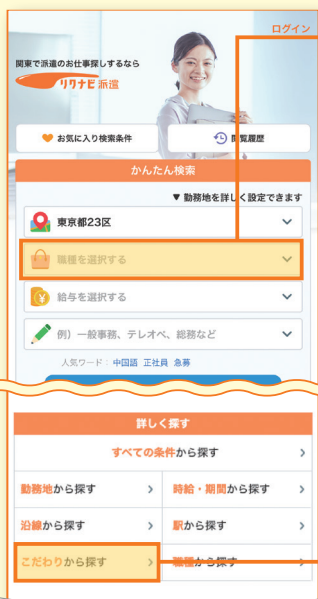 ログイン
関東で派遣のお仕事探しするなら
リクナビ派遣
お気に入り検索条件
閲覧履歴
かんたん検索
▼ 勤務地を詳しく設定できます
東京都23区
職種を選択する
給与を選択する
例）一般事務、テレオペ、総務など
人気ワード： 中国語 正社員 急募
詳しく探す
すべての条件から探す
勤務地から探す
時給・期間から探す
沿線から探す
駅から探す
こだわりから探す
職種から探す